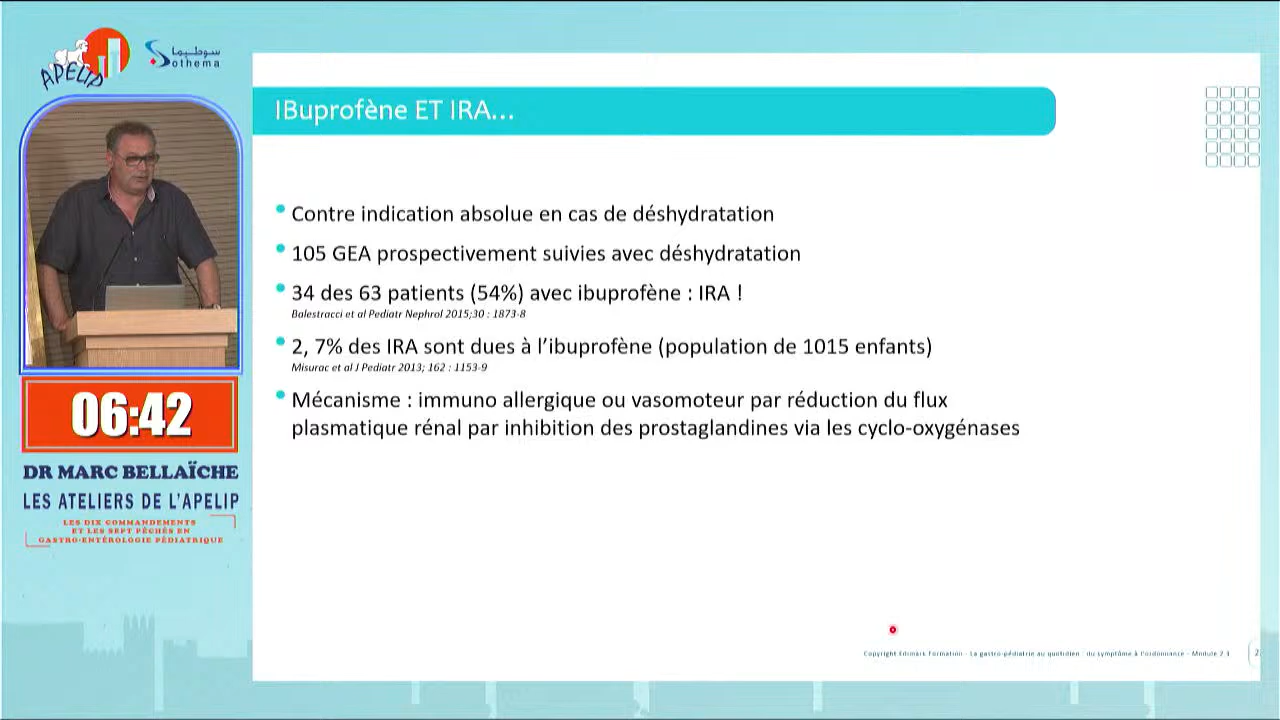 APELIP
سوطيما
Sothema
IBuprofène ET IRA...
Contre indication absolue en cas de déshydratation
105 GEA prospectivement suivies avec déshydratation
34 des 63 patients (54%) avec ibuprofène : IRA !
Balestracci et al Pediatr Nephrol 2015;30 : 1873-8
2, 7% des IRA sont dues à l’ibuprofène (population de 1015 enfants)
Misurac et al J Pediatr 2013; 162 : 1153-9
Mécanisme : immuno allergique ou vasomoteur par réduction du flux
plasmatique rénal par inhibition des prostaglandines via les cyclo-oxygénases
06:42
DR MARC BELLAÏCHE
LES ATELIERS DE L’APELIP
LES DIX COMMANDEMENTS
ET LES SEPT PÉCHÉS EN
GASTRO-ENTÉROLOGIE PÉDIATRIQUE
Copyright Edimark Formation - La gastro-pédiatrie au quotidien : du symptôme à l'ordonnance - Module 2.1
2